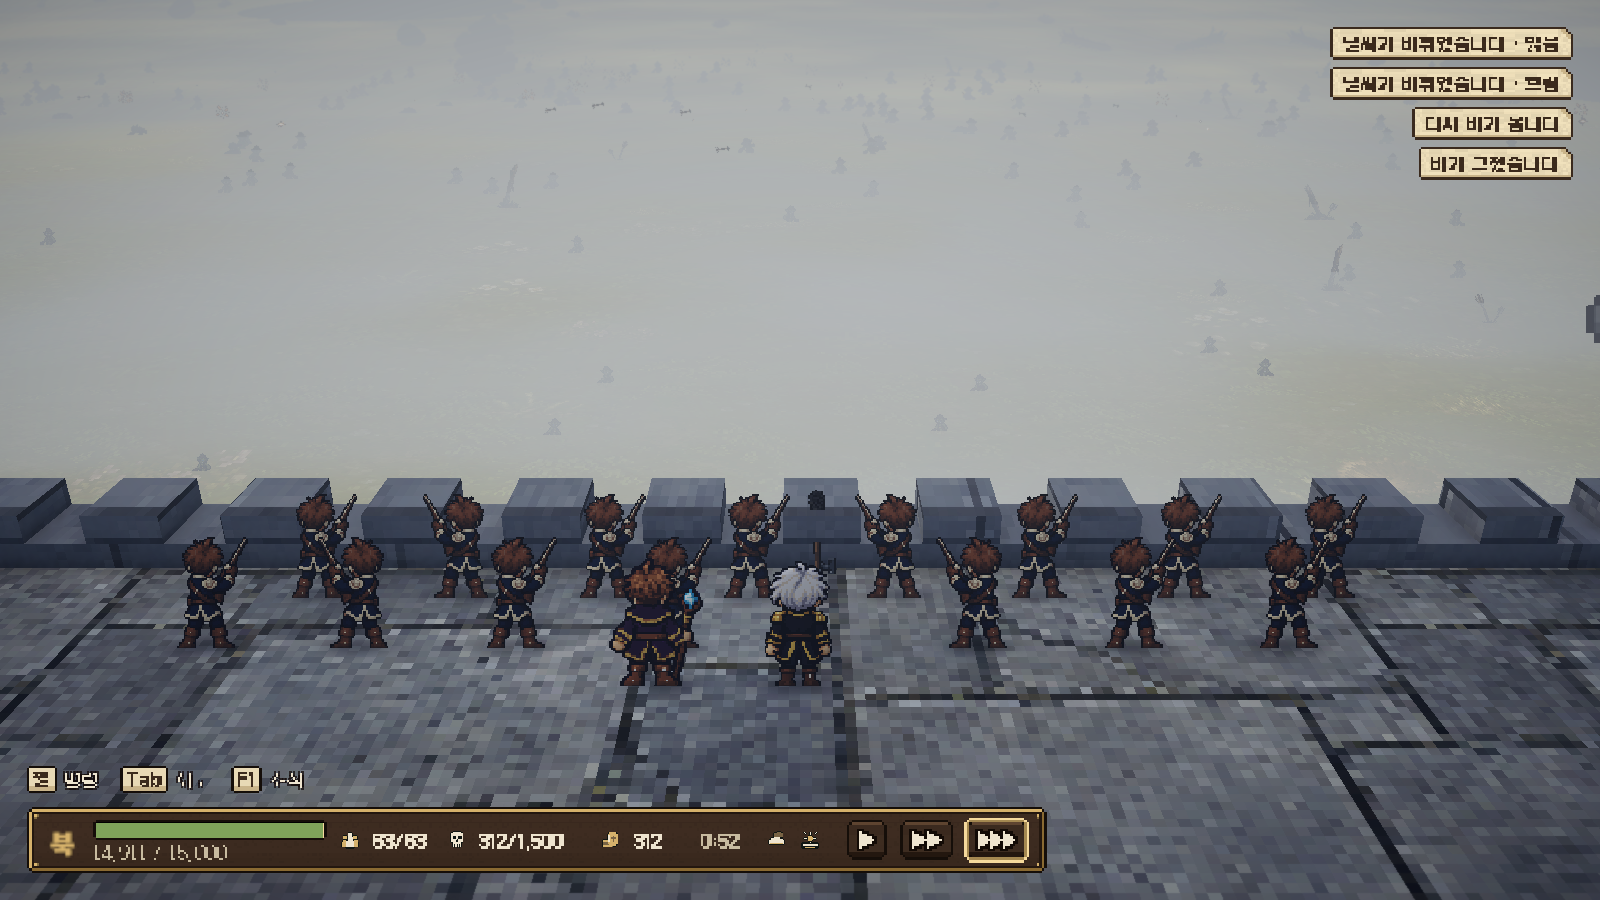 날씨가 바뀌었습니다 · 맑음
날씨가 바뀌었습니다 · 흐림
다시 비가 옵니다
비가 그쳤습니다
Tab
F1
북
14,911 / 15,000
63/63
312/1,500
312
0:52